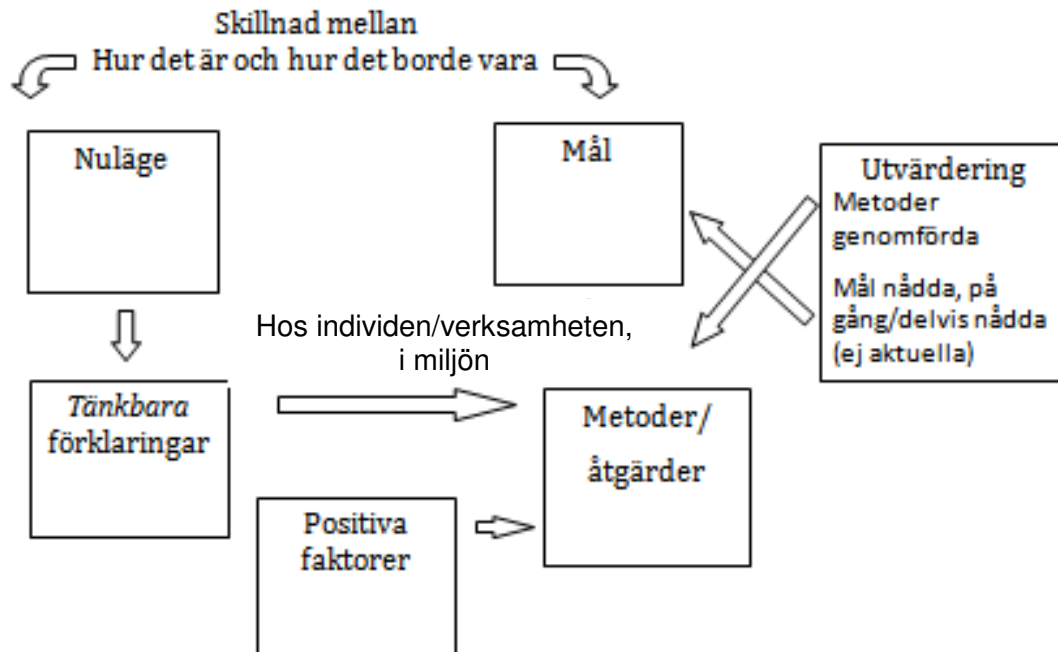 Skillnad mellan
Hur det är och hur det borde vara
Nuläge
Mål
Utvärdering
Metoder
genomförda
Mål nådda, på
gång/delvis nådda
(ej aktuella)
Hos individen/verksamheten,
i miljön
Tänkbara
förklaringar
Metoder/
åtgärder
Positiva
faktorer